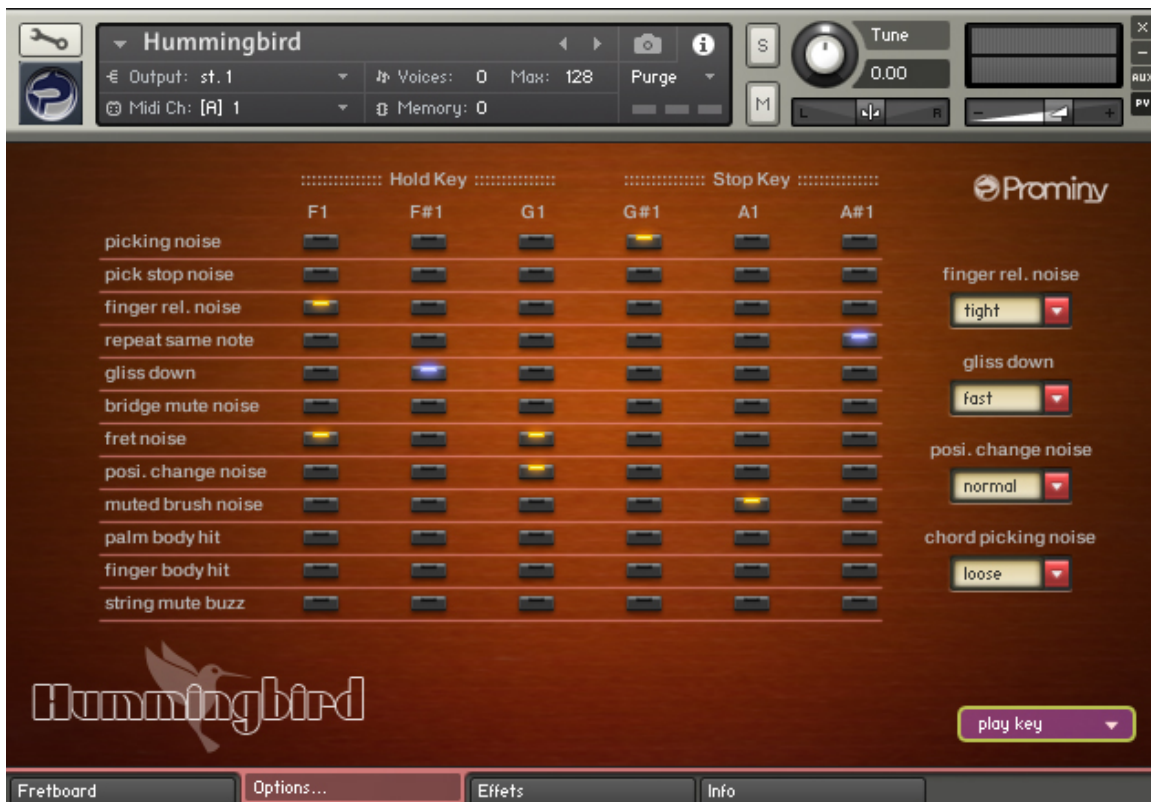 Hummingbird
S
Tune
Output: st. 1
Voices: 0 Max: 128
Purge
0.00
AUX
Midi Ch: [A] 1
Memory: 0
M
L
R
PV
Hold Key
Stop Key
Prominy
F1 F#1 G1 G#1 A1 A#1
picking noise
pick stop noise
finger rel. noise
finger rel. noise
tight
repeat same note
gliss down
gliss down
fast
bridge mute noise
fret noise
posi. change noise
posi. change noise
normal
muted brush noise
palm body hit
chord picking noise
finger body hit
loose
string mute buzz
Hummingbird
play key
Fretboard
Options...
Effets
Info